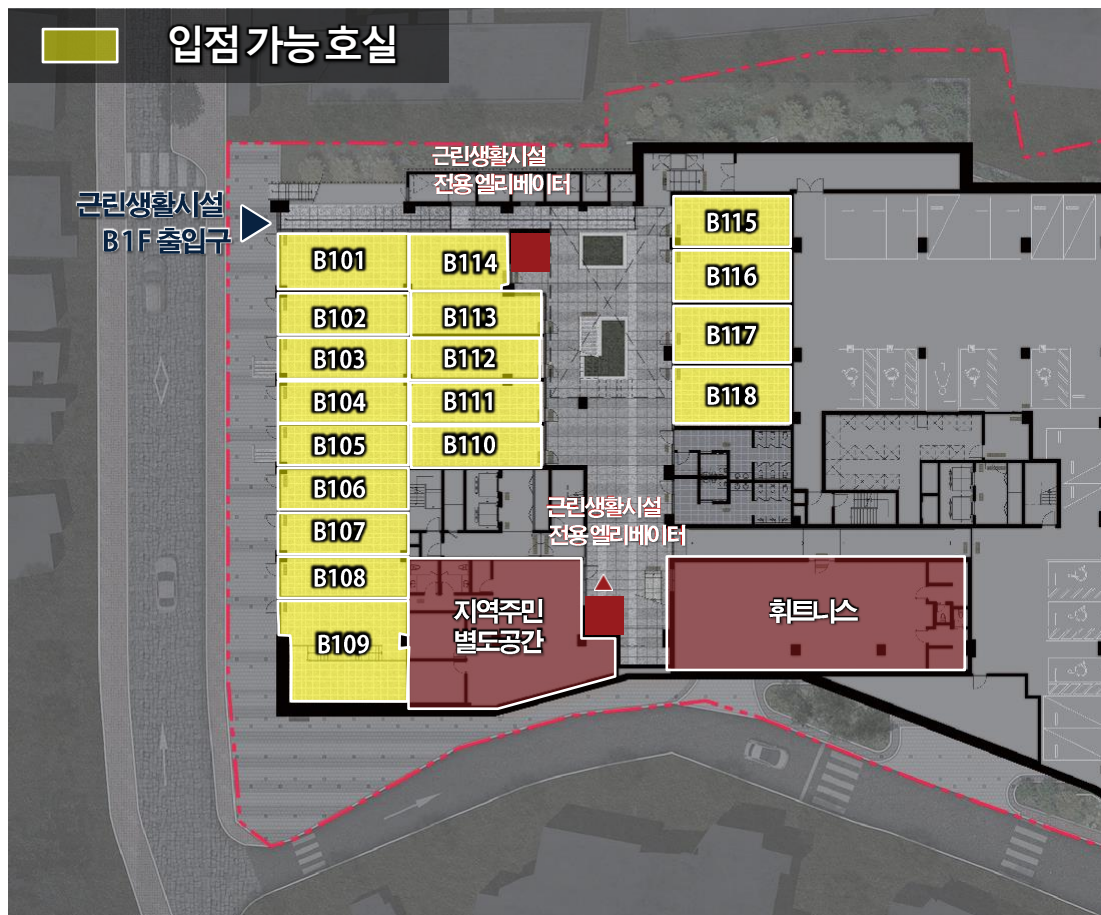 입점 가능 호실
근린생활시설
전용 엘리베이터
근린생활시설
B1F 출입구
B101
B114
B115
B102
B113
B116
B103
B112
B117
B104
B111
B118
B105
B110
B106
B107
근린생활시설
전용 엘리베이터
B108
B109
지역주민
별도공간
휘트니스